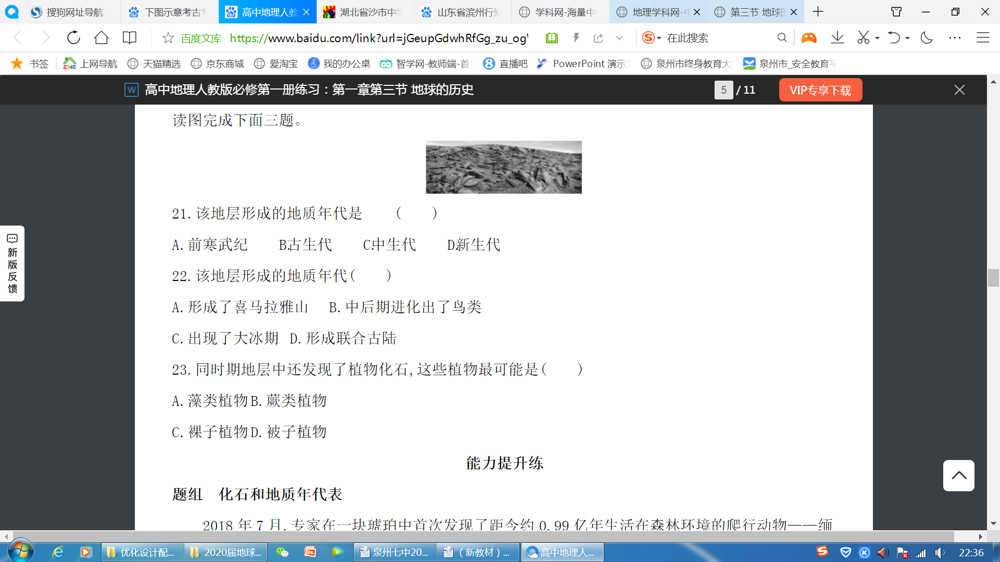 搜狗网址导航
下图示意考古专
高中地理人教
湖北省沙市中学
山东省滨州行知
学科网-海量中
地理学科网-中
第三节 地球的
百度文库 https://www.baidu.com/link?url=jGeupGdwhRfGg_zu_og
在此搜索
书签
2345 上网导航
天猫精选
京东商城
爱淘宝
我的办公桌
智学网-教师端-首
直播吧
PowerPoint 演示
泉州市终身教育大
泉州市_安全教育平
W 高中地理人教版必修第一册练习：第一章第三节 地球的历史
5 / 11
VIP专享下载
读图完成下面三题。
21.该地层形成的地质年代是 ( )
A.前寒武纪 B.古生代 C.中生代 D.新生代
22.该地层形成的地质年代( )
A.形成了喜马拉雅山 B.中后期进化出了鸟类
C.出现了大冰期 D.形成联合古陆
23.同时期地层中还发现了植物化石,这些植物最可能是( )
A.藻类植物B.蕨类植物
C.裸子植物D.被子植物
能力提升练
题组 化石和地质年代表
2018 年 7 月,专家在一块琥珀中首次发现了距今约 0.99 亿年生活在森林环境的爬行动物——缅
新版反馈
优化设计配...
2020届地球...
泉州七中20...
（新教材）...
高中地理人...
22:36